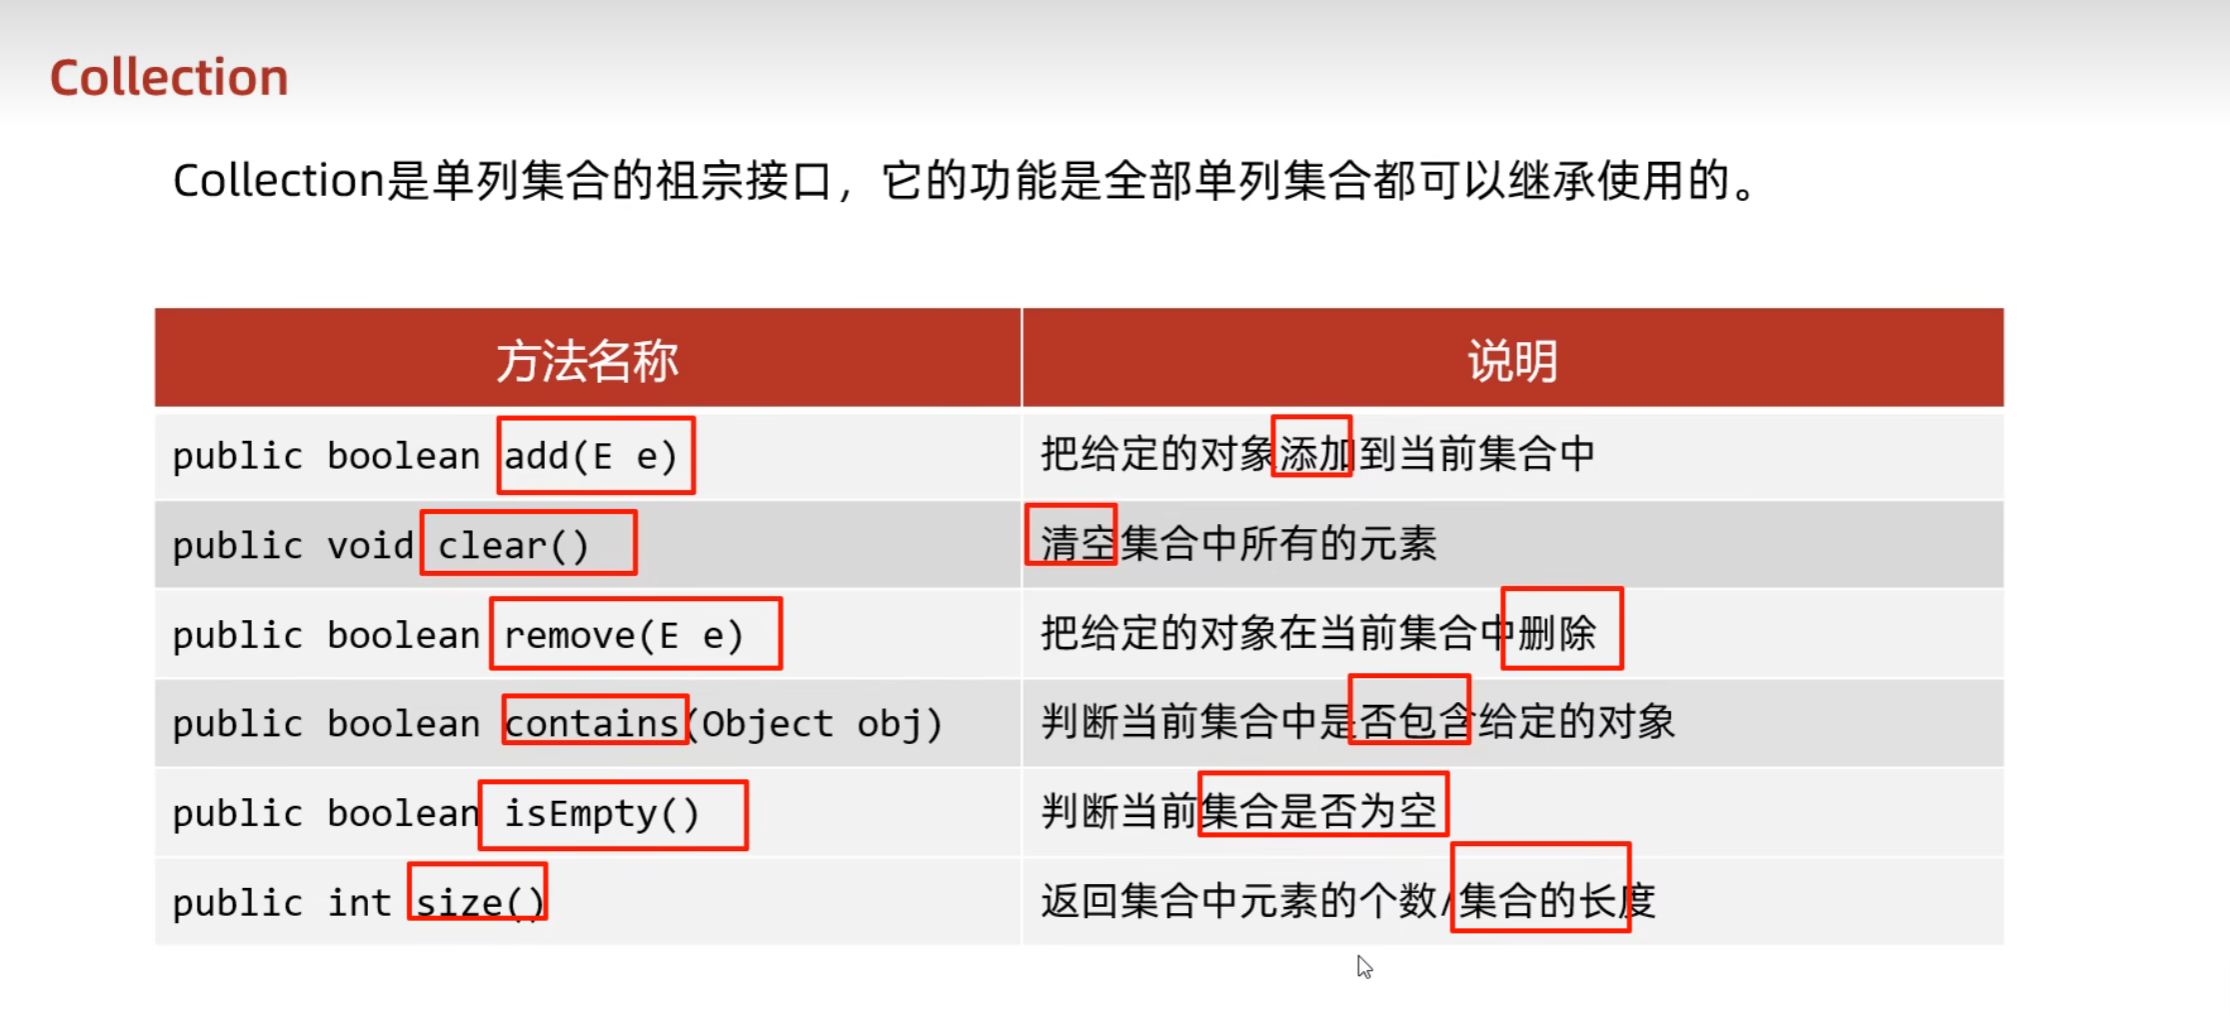 Collection
Collection是单列集合的祖宗接口，它的功能是全部单列集合都可以继承使用的。
方法名称 说明
public boolean add(E e) 把给定的对象添加到当前集合中
public void clear() 清空集合中所有的元素
public boolean remove(E e) 把给定的对象在当前集合中删除
public boolean contains(Object obj) 判断当前集合中是否包含给定的对象
public boolean isEmpty() 判断当前集合是否为空
public int size() 返回集合中元素的个数/集合的长度